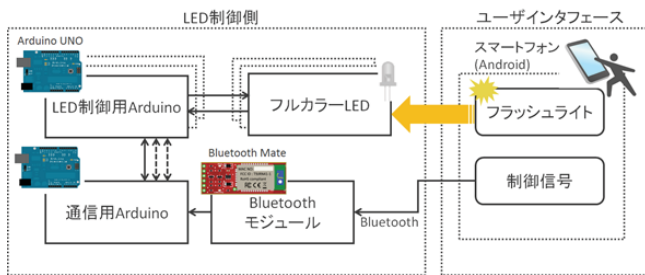 LED制御側
ユーザインタフェース
Arduino UNO
スマートフォン
(Android)
LED制御用Arduino
フルカラーLED
フラッシュライト
Bluetooth Mate
通信用Arduino
Bluetooth
モジュール
Bluetooth
制御信号